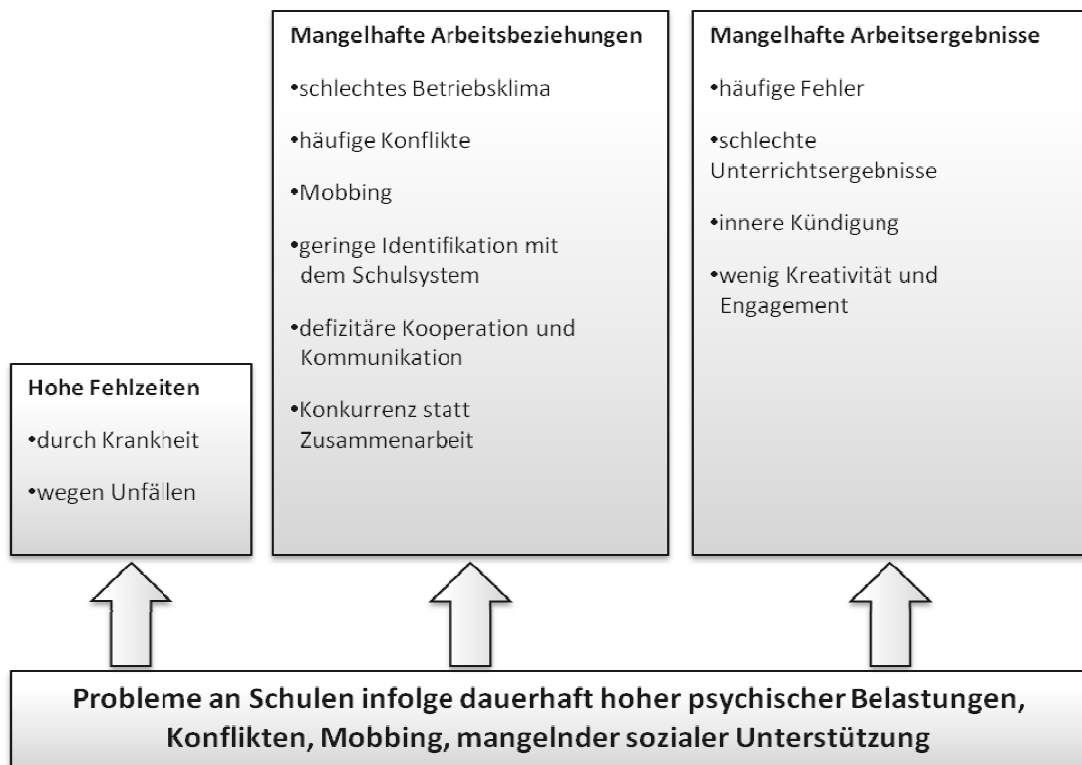 Mangelhafte Arbeitsbeziehungen
•schlechtes Betriebsklima
•häufige Konflikte
•Mobbing
•geringe Identifikation mit
dem Schulsystem
•defizitäre Kooperation und
Kommunikation
•Konkurrenz statt
Zusammenarbeit
Mangelhafte Arbeitsergebnisse
•häufige Fehler
•schlechte
Unterrichtsergebnisse
•innere Kündigung
•wenig Kreativität und
Engagement
Hohe Fehlzeiten
•durch Krankheit
•wegen Unfällen
Probleme an Schulen infolge dauerhaft hoher psychischer Belastungen,
Konflikten, Mobbing, mangelnder sozialer Unterstützung